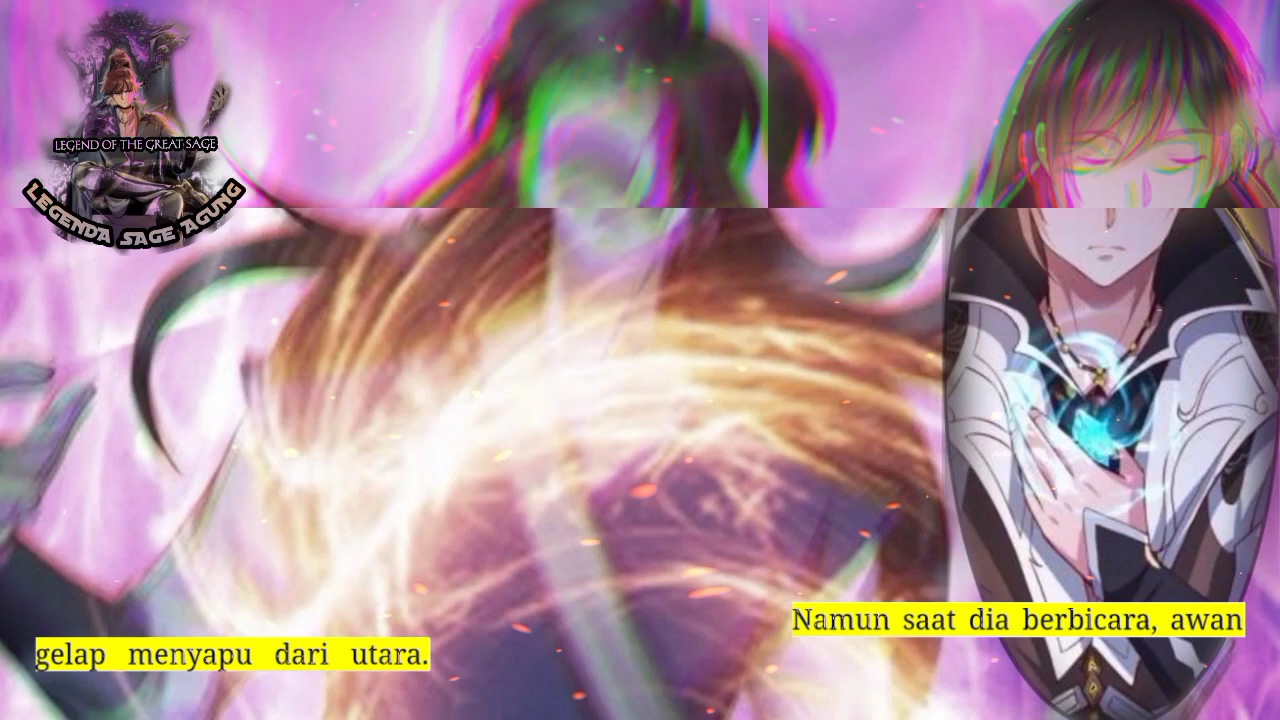 LEGEND OF THE GREAT SAGE
LEGENDA SAGE AGUNG
Namun saat dia berbicara, awan
gelap menyapu dari utara.